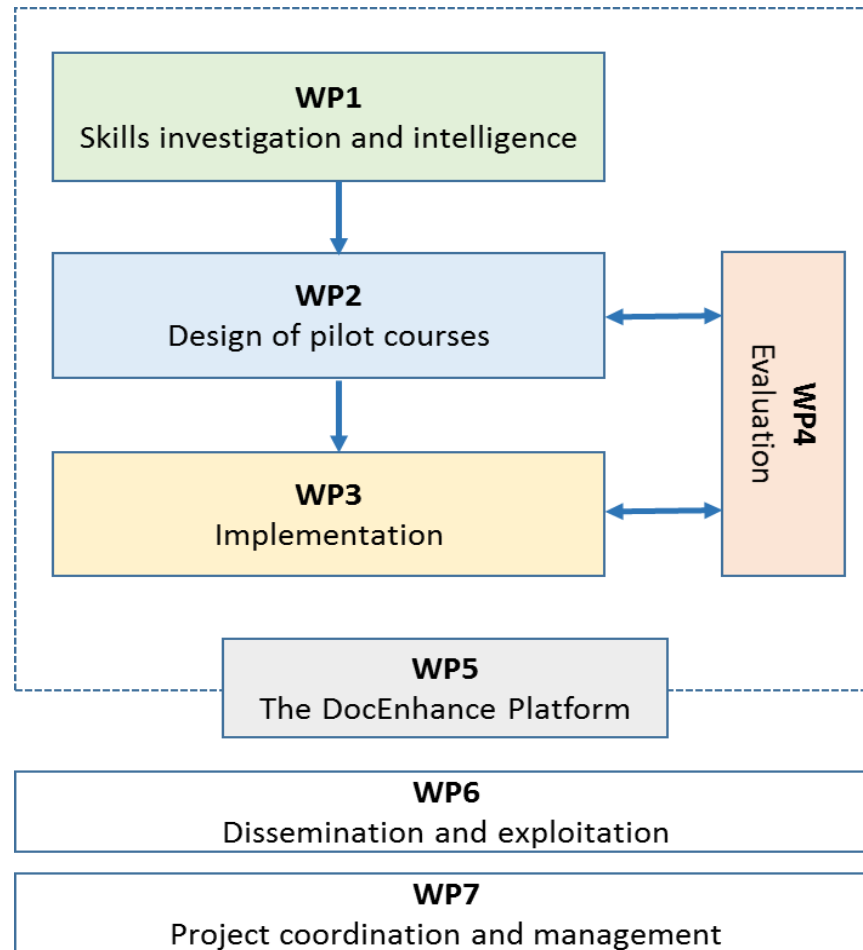 WP1
Skills investigation and intelligence
WP2
Design of pilot courses
WP4
Evaluation
WP3
Implementation
WP5
The DocEnhance Platform
WP6
Dissemination and exploitation
WP7
Project coordination and management